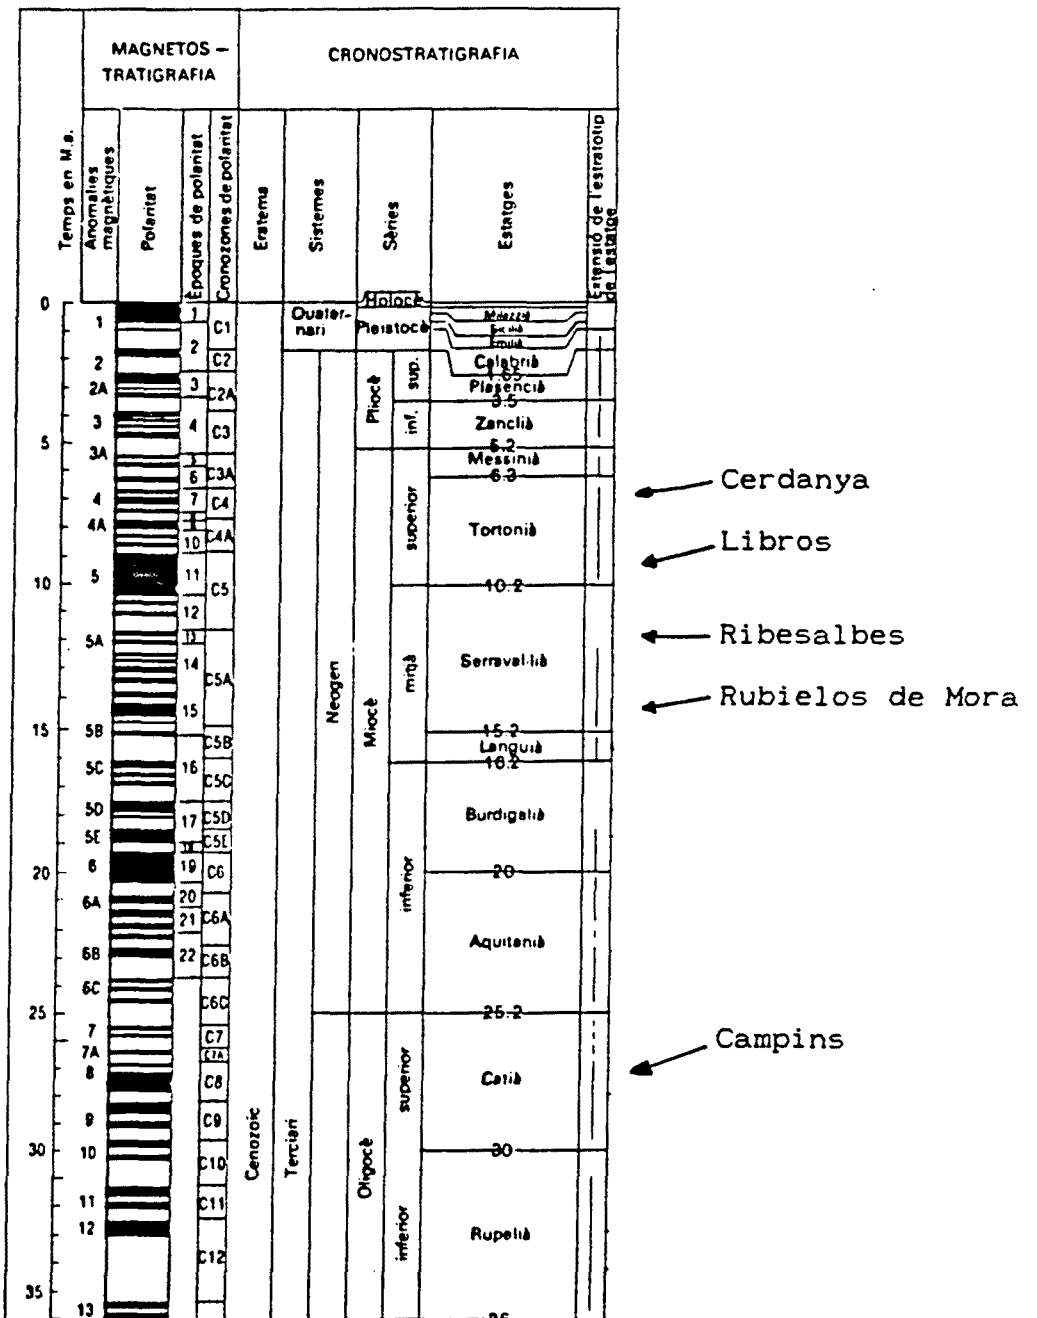 MAGNETOS –
TRATIGRAFIA
CRONOSTRATIGRAFIA
Temps en M.a.
Anomalies
magnètiques
Polaritat
Èpoques de polaritat
Cronozones de polaritat
Eratema
Sistemes
Sèries
Estatges
Extensió de l'estratotip
de l'estatge
0
5
10
15
20
25
30
35
1
2
2A
3
3A
4
4A
5
5A
5B
5C
5D
5E
6
6A
6B
6C
7
7A
8
9
10
11
12
13
1
2
3
4
5
6
7
10
11
12
13
14
15
16
17
18
19
20
21
22
C1
C2
C2A
C3
C3A
C4
C4A
C5
C5A
C5B
C5C
C5D
C5E
C6
C6A
C6B
C6C
C7
C7A
C8
C9
C10
C11
C12
Cenozoic
Quater-
nari
Terciari
Neogen
Holocè
Pleistocè
Pliocè
sup.
inf.
Miocè
superior
mitjà
inferior
Oligocè
superior
inferior
Milazzià
Sicilià
Emilià
Calabrià
1.65
Plasencià
3.5
Zanclià
5.2
Messinià
6.3
Tortonià
10.2
Serraval·lià
15.2
Languià
16.2
Burdigalià
20
Aquitanià
25.2
Catià
30
Rupelià
36
Cerdanya
Libros
Ribesalbes
Rubielos de Mora
Campins